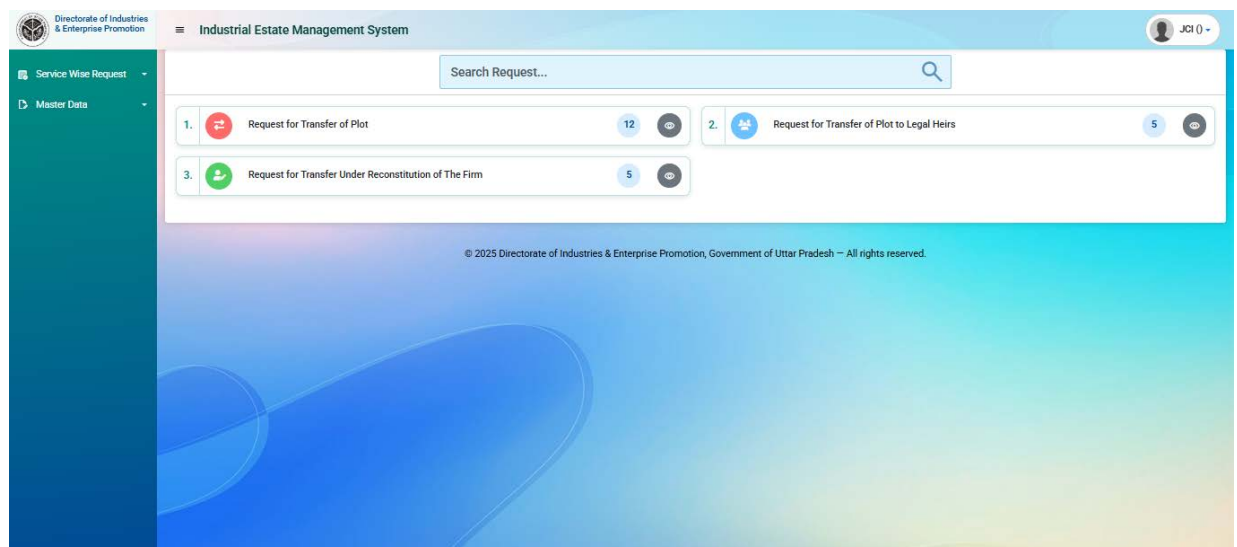 Directorate of Industries
& Enterprise Promotion
Industrial Estate Management System
JCI ()
Service Wise Request
Master Data
Search Request...
1. Request for Transfer of Plot 12
2. Request for Transfer of Plot to Legal Heirs 5
3. Request for Transfer Under Reconstitution of The Firm 5
© 2025 Directorate of Industries & Enterprise Promotion, Government of Uttar Pradesh — All rights reserved.